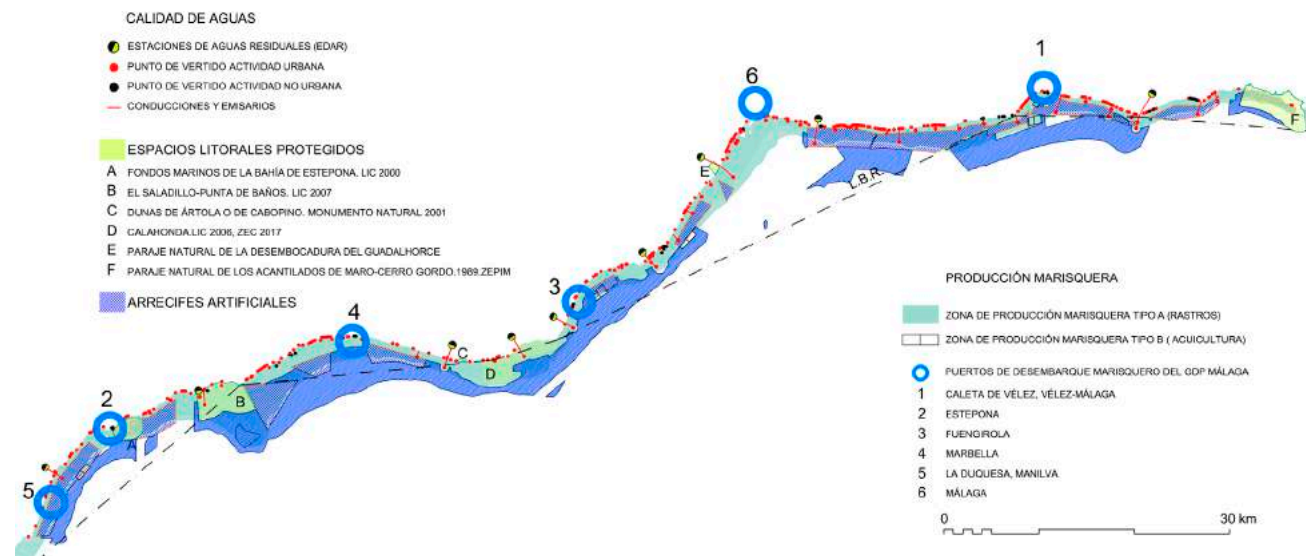 CALIDAD DE AGUAS
ESTACIONES DE AGUAS RESIDUALES (EDAR)
PUNTO DE VERTIDO ACTIVIDAD URBANA
PUNTO DE VERTIDO ACTIVIDAD NO URBANA
CONDUCCIONES Y EMISARIOS
ESPACIOS LITORALES PROTEGIDOS
A FONDOS MARINOS DE LA BAHÍA DE ESTEPONA. LIC 2000
B EL SALADILLO-PUNTA DE BAÑOS. LIC 2007
C DUNAS DE ÁRTOLA O DE CABOPINO. MONUMENTO NATURAL 2001
D CALAHONDA.LIC 2006, ZEC 2017
E PARAJE NATURAL DE LA DESEMBOCADURA DEL GUADALHORCE
F PARAJE NATURAL DE LOS ACANTILADOS DE MARO-CERRO GORDO.1989.ZEPIM
ARRECIFES ARTIFICIALES
1
6
F
E
L.B.R.
3
4
C
D
2
B
A
5
PRODUCCIÓN MARISQUERA
ZONA DE PRODUCCIÓN MARISQUERA TIPO A (RASTROS)
ZONA DE PRODUCCIÓN MARISQUERA TIPO B ( ACUICULTURA)
PUERTOS DE DESEMBARQUE MARISQUERO DEL GDP MÁLAGA
1 CALETA DE VÉLEZ, VÉLEZ-MÁLAGA
2 ESTEPONA
3 FUENGIROLA
4 MARBELLA
5 LA DUQUESA, MANILVA
6 MÁLAGA
0 30 km